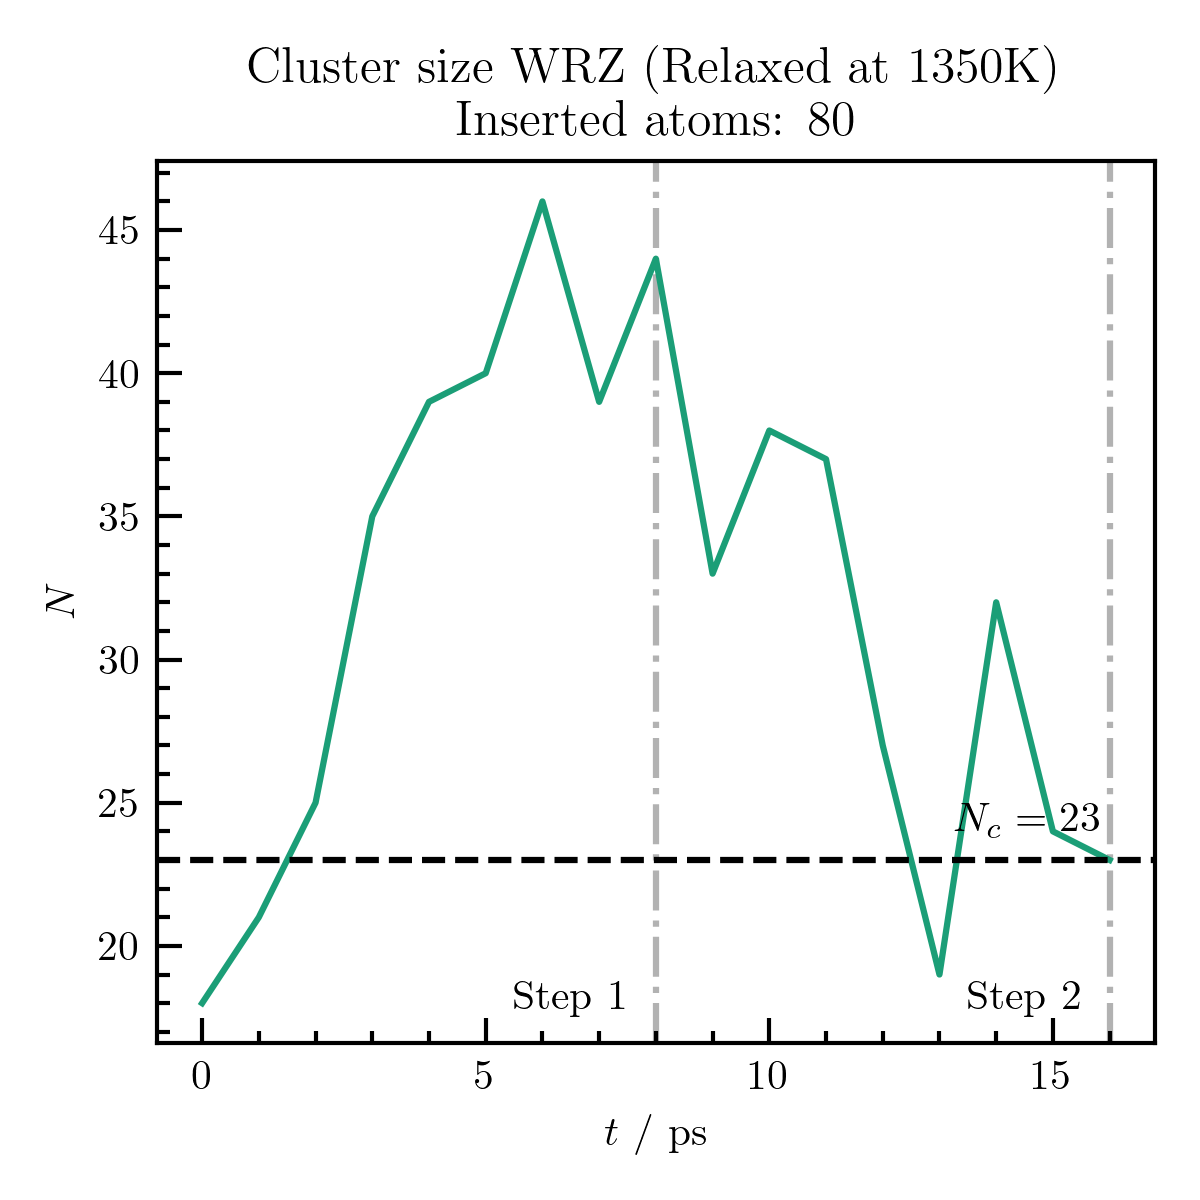 Cluster size WRZ (Relaxed at 1350K)
Inserted atoms: 80
45
40
35
30
25
20
N
N_c = 23
Step 1
Step 2
0 5 10 15
t / ps